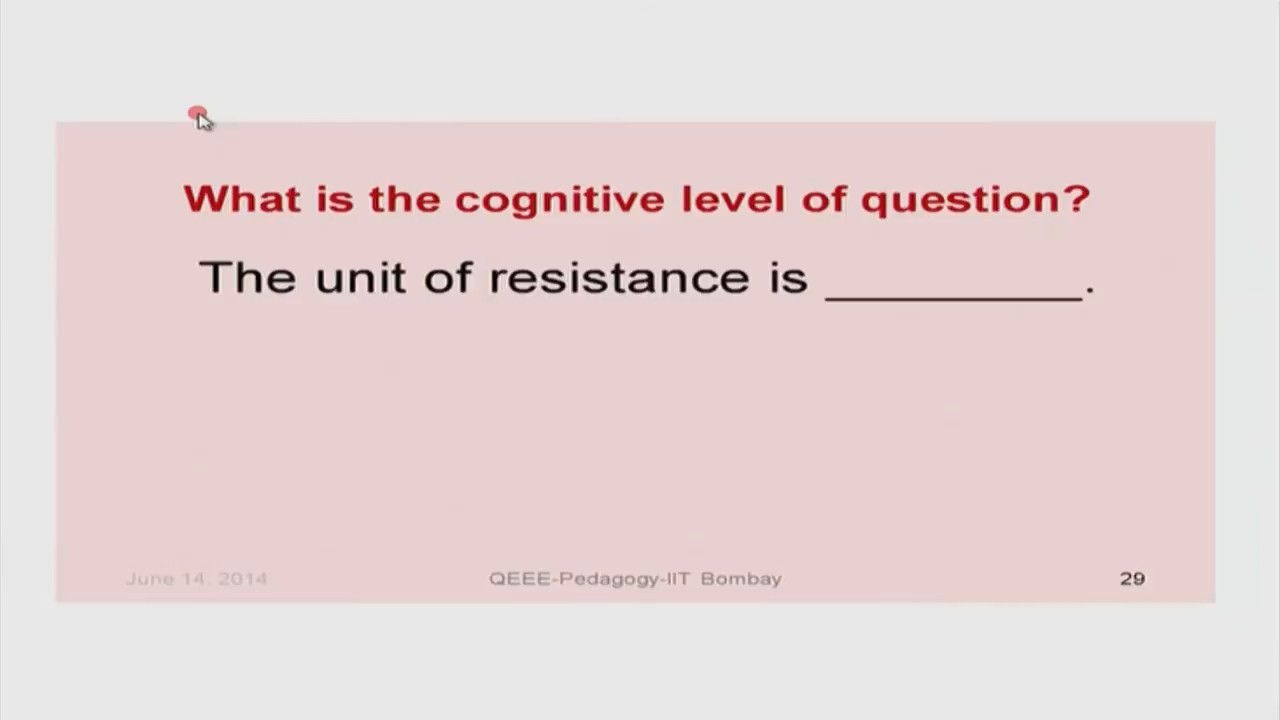 What is the cognitive level of question?
The unit of resistance is __________.
June 14, 2014 QEEE-Pedagogy-IIT Bombay 29